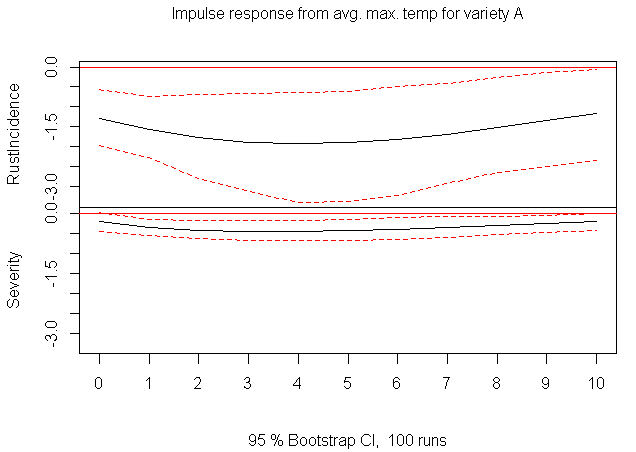 Impulse response from avg. max. temp for variety A
RustIncidence
0.0
-1.5
-3.0
Severity
0.0
-1.5
-3.0
0 1 2 3 4 5 6 7 8 9 10
95 % Bootstrap CI, 100 runs